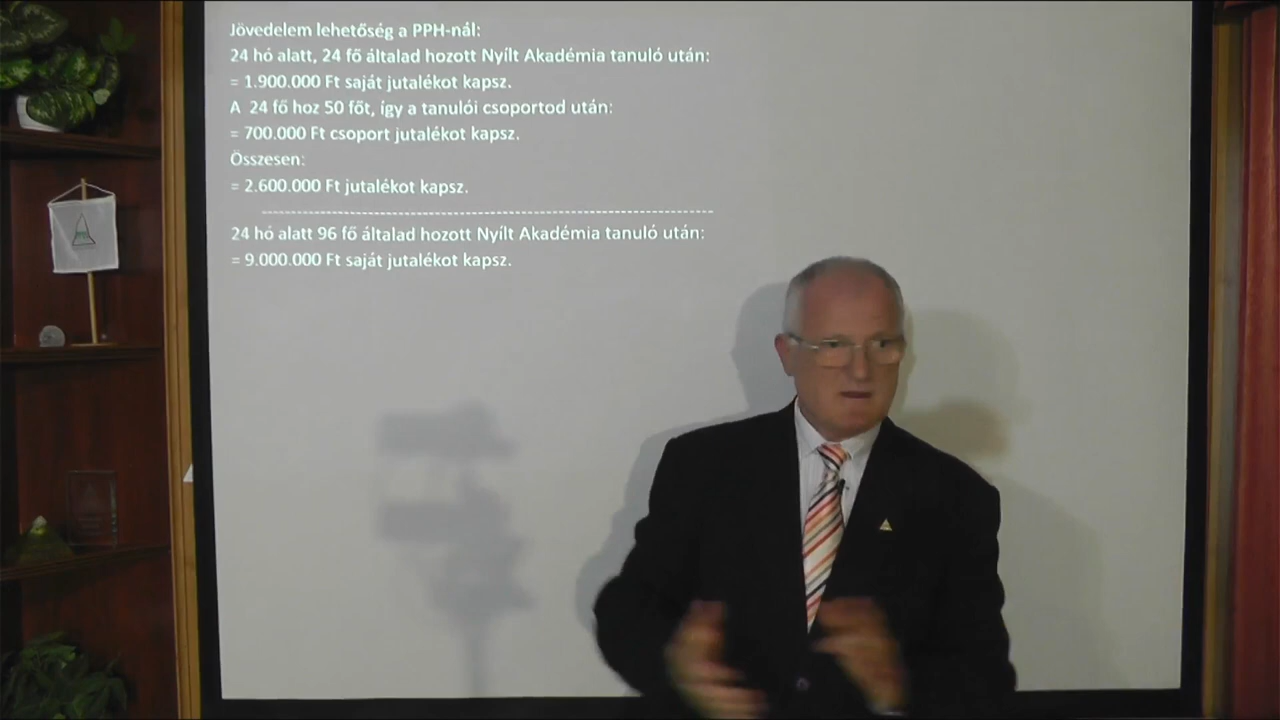 Jövedelem lehetőség a PPH-nál:
24 hó alatt, 24 fő általad hozott Nyílt Akadémia tanuló után:
= 1.900.000 Ft saját jutalékot kapsz.
A  24 fő hoz 50 főt, így a tanulói csoportod után:
= 700.000 Ft csoport jutalékot kapsz.
Összesen:
= 2.600.000 Ft jutalékot kapsz.
24 hó alatt 96 fő általad hozott Nyílt Akadémia tanuló után:
= 9.000.000 Ft saját jutalékot kapsz.